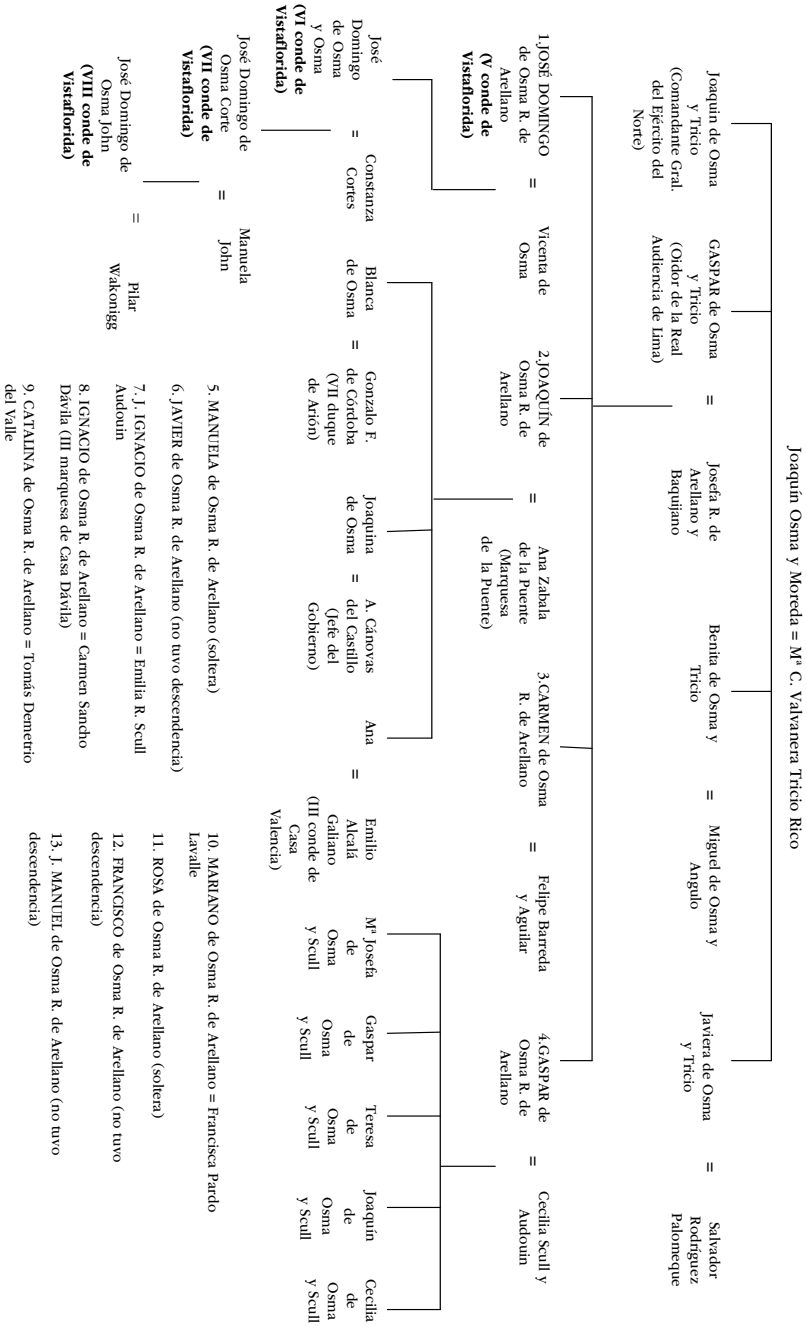 Joaquín Osma y Moreda = Mª C. Valvanera Tricio Rico
Joaquin de Osma
y Tricio
(Comandante Gral.
del Ejército del
Norte)
GASPAR de Osma
y Tricio
(Oidor de la Real
Audiencia de Lima)
=
Josefa R. de
Arellano y
Baquijano
Benita de Osma y
Tricio
=
Miguel de Osma y
Angulo
Javiera de Osma
y Tricio
=
Salvador
Rodríguez
Palomeque
1.JOSÉ DOMINGO
de Osma R. de
Arellano
(V conde de
Vistaflorida)
=
Vicenta de
Osma
2.JOAQUÍN de
Osma R. de
Arellano
=
Ana Zabala
de la Puente
(Marquesa
de la Puente)
3.CARMEN de Osma
R. de Arellano
=
Felipe Barreda
y Aguilar
4.GASPAR de
Osma R. de
Arellano
=
Cecilia Scull y
Audouin
José
Domingo
de Osma
y Osma
(VI conde de
Vistaflorida)
=
Constanza
Cortes
Blanca
de Osma
=
Gonzalo F.
de Córdoba
(VII duque
de Arión)
Joaquina
de Osma
=
A. Cánovas
del Castillo
(Jefe del
Gobierno)
Ana
=
Emilio
Alcalá
Galiano
(III conde de
Casa
Valencia)
Mª Josefa
de
Osma
y Scull
Gaspar
de
Osma
y Scull
Teresa
de
Osma
y Scull
Joaquín
de
Osma
y Scull
Cecilia
de
Osma
y Scull
José Domingo de
Osma Corte
(VII conde de
Vistaflorida)
=
Manuela
John
José Domingo de
Osma John
(VIII conde de
Vistaflorida)
=
Pilar
Wakonigg
5. MANUELA de Osma R. de Arellano (soltera)
6. JAVIER de Osma R. de Arellano (no tuvo descendencia)
7. J. IGNACIO de Osma R. de Arellano = Emilia R. Scull
Audouin
8. IGNACIO de Osma R. de Arellano = Carmen Sancho
Dávila (III marquesa de Casa Dávila)
9. CATALINA de Osma R. de Arellano = Tomás Demetrio
del Valle
10. MARIANO de Osma R. de Arellano = Francisca Pardo
Lavalle
11. ROSA de Osma R. de Arellano (soltera)
12. FRANCISCO de Osma R. de Arellano (no tuvo
descendencia)
13. J. MANUEL de Osma R. de Arellano (no tuvo
descendencia)